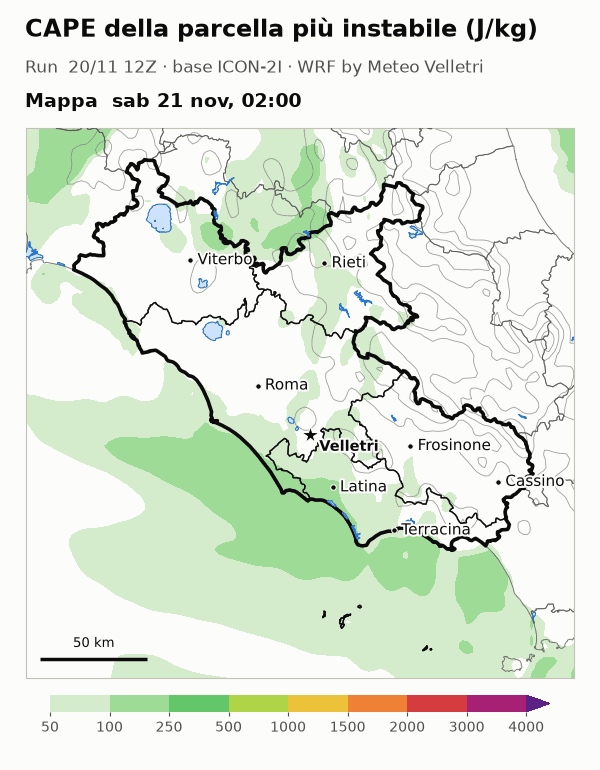 CAPE della parcella più instabile (J/kg)
Run  20/11 12Z · base ICON-2I · WRF by Meteo Velletri
Mappa  sab 21 nov, 02:00
Viterbo
Rieti
Roma
Velletri
Frosinone
Latina
Cassino
Terracina
50 km
50 100 250 500 1000 1500 2000 3000 4000